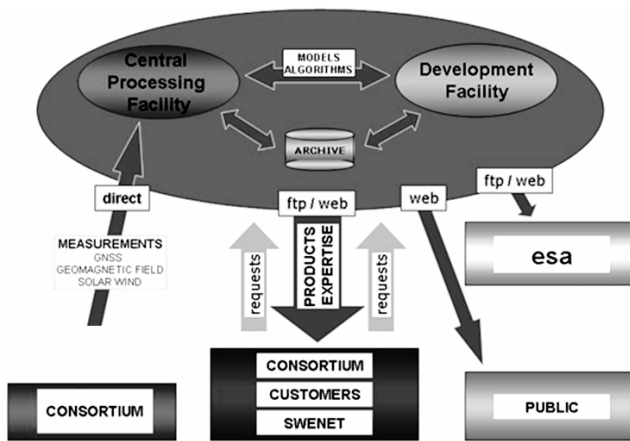 Central
Processing
Facility
MODELS
ALGORITHMS
Development
Facility
ARCHIVE
direct
ftp / web
web
ftp / web
MEASUREMENTS
GNSS
GEOMAGNETIC FIELD
SOLAR WIND
requests
PRODUCTS
EXPERTISE
requests
esa
CONSORTIUM
CONSORTIUM
CUSTOMERS
SWENET
PUBLIC